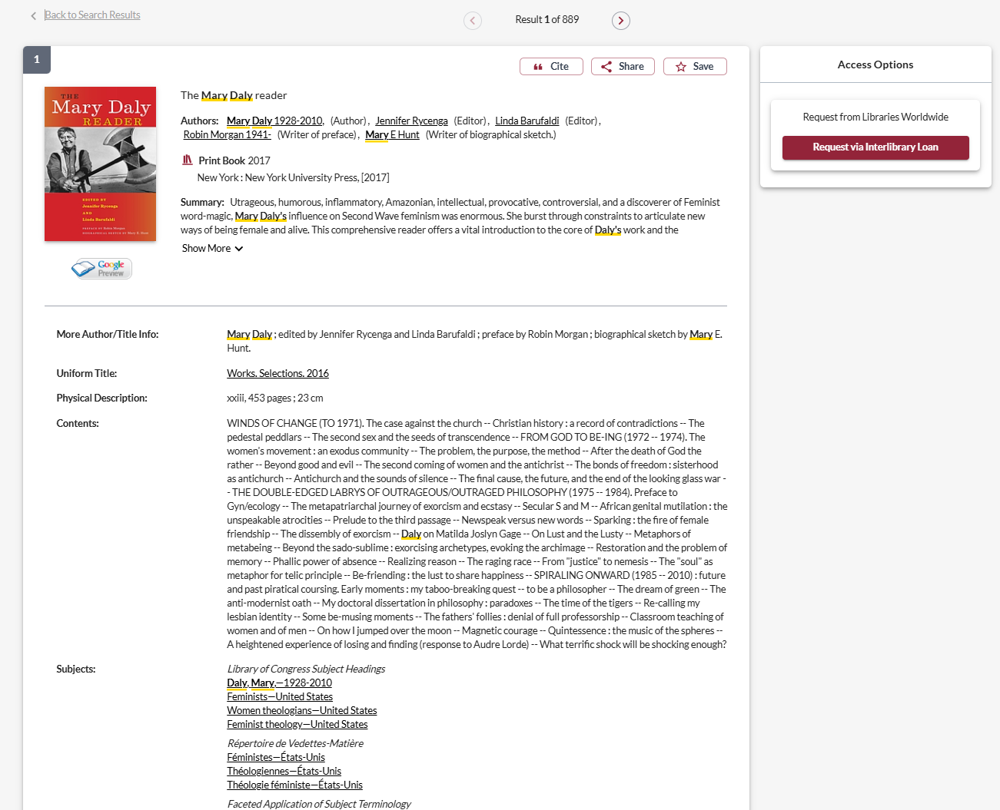 Back to Search Results
Result 1 of 889
1
Cite
Share
Save
THE
Mary Daly
READER
EDITED BY
Jennifer Rycenga
AND
Linda Barufaldi
PREFACE BY Robin Morgan
BIOGRAPHICAL SKETCH BY Mary E. Hunt
Google
Preview
The Mary Daly reader
Authors: Mary Daly 1928-2010, (Author), Jennifer Rycenga (Editor), Linda Barufaldi (Editor),
Robin Morgan 1941- (Writer of preface), Mary E Hunt (Writer of biographical sketch.)
Print Book 2017
New York : New York University Press, [2017]
Summary: Utrageous, humorous, inflammatory, Amazonian, intellectual, provocative, controversial, and a discoverer of Feminist
word-magic, Mary Daly's influence on Second Wave feminism was enormous. She burst through constraints to articulate new
ways of being female and alive. This comprehensive reader offers a vital introduction to the core of Daly's work and the
Show More
Access Options
Request from Libraries Worldwide
Request via Interlibrary Loan
More Author/Title Info: Mary Daly ; edited by Jennifer Rycenga and Linda Barufaldi ; preface by Robin Morgan ; biographical sketch by Mary E.
Hunt.
Uniform Title: Works. Selections. 2016
Physical Description: xxiii, 453 pages ; 23 cm
Contents: WINDS OF CHANGE (TO 1971). The case against the church -- Christian history : a record of contradictions -- The
pedestal peddlars -- The second sex and the seeds of transcendence -- FROM GOD TO BE-ING (1972 -- 1974). The
women's movement : an exodus community -- The problem, the purpose, the method -- After the death of God the
rather -- Beyond good and evil -- The second coming of women and the antichrist -- The bonds of freedom : sisterhood
as antichurch -- Antichurch and the sounds of silence -- The final cause, the future, and the end of the looking glass war -
- THE DOUBLE-EDGED LABRYS OF OUTRAGEOUS/OUTRAGED PHILOSOPHY (1975 -- 1984). Preface to
Gyn/ecology -- The metapatriarchal journey of exorcism and ecstasy -- Secular S and M -- African genital mutilation : the
unspeakable atrocities -- Prelude to the third passage -- Newspeak versus new words -- Sparking : the fire of female
friendship -- The dissembly of exorcism -- Daly on Matilda Joslyn Gage -- On Lust and the Lusty -- Metaphors of
metabeing -- Beyond the sado-sublime : exorcising archetypes, evoking the archimage -- Restoration and the problem of
memory -- Phallic power of absence -- Realizing reason -- The raging race -- From "justice" to nemesis -- The "soul" as
metaphor for telic principle -- Be-friending : the lust to share happiness -- SPIRALING ONWARD (1985 -- 2010) : future
and past piratical coursing. Early moments : my taboo-breaking quest -- to be a philosopher -- The dream of green -- The
anti-modernist oath -- My doctoral dissertation in philosophy : paradoxes -- The time of the tigers -- Re-calling my
lesbian identity -- Some be-musing moments -- The fathers' follies : denial of full professorship -- Classroom teaching of
women and of men -- On how I jumped over the moon -- Magnetic courage -- Quintessence : the music of the spheres --
A heightened experience of losing and finding (response to Audre Lorde) -- What terrific shock will be shocking enough?
Subjects: Library of Congress Subject Headings
Daly, Mary,—1928-2010
Feminists—United States
Women theologians—United States
Feminist theology—United States
Répertoire de Vedettes-Matière
Féministes—États-Unis
Théologiennes—États-Unis
Théologie féministe—États-Unis
Faceted Application of Subject Terminology